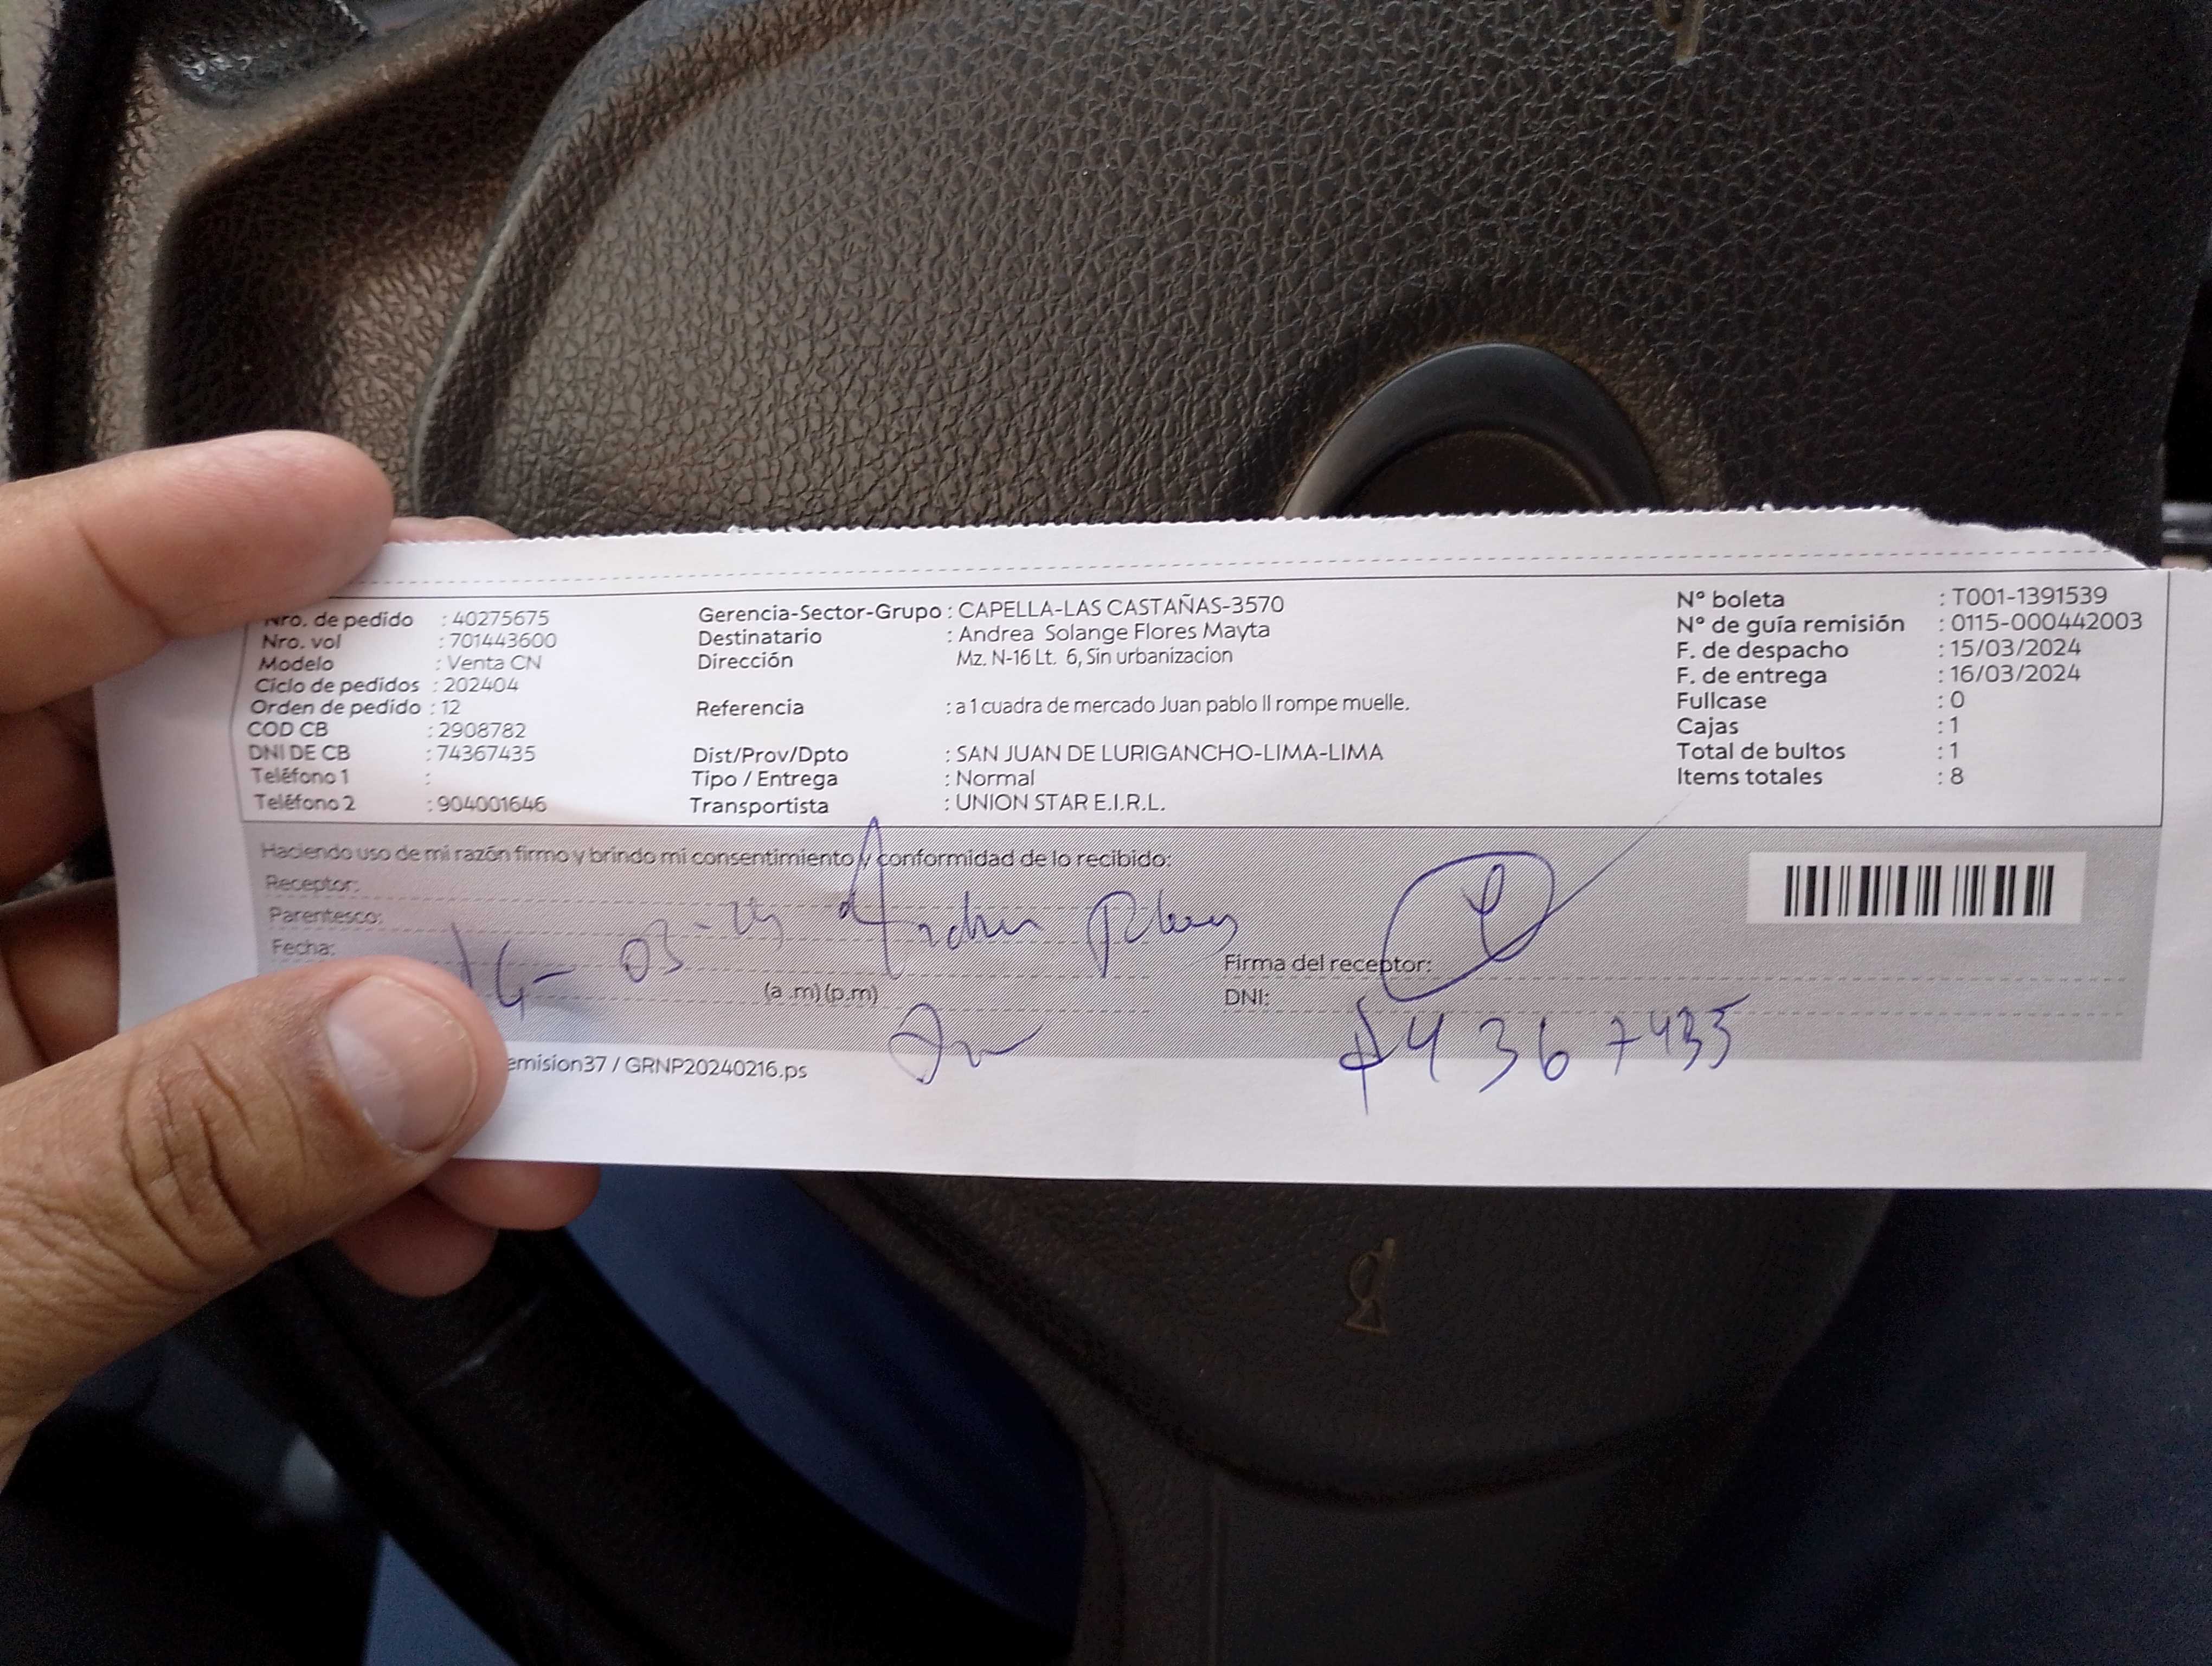 Nro. de pedido : 40275675
Nro. vol : 701443600
Modelo : Venta CN
Ciclo de pedidos : 202404
Orden de pedido : 12
COD CB : 2908782
DNI DE CB : 74367435
Teléfono 1 :
Teléfono 2 : 904001646
Gerencia-Sector-Grupo : CAPELLA-LAS CASTAÑAS-3570
Destinatario : Andrea Solange Flores Mayta
Dirección Mz. N-16 Lt. 6, Sin urbanizacion
Referencia : a 1 cuadra de mercado Juan pablo II rompe muelle.
Dist/Prov/Dpto : SAN JUAN DE LURIGANCHO-LIMA-LIMA
Tipo / Entrega : Normal
Transportista : UNION STAR E.I.R.L.
N° boleta : T001-1391539
N° de guía remisión : 0115-000442003
F. de despacho : 15/03/2024
F. de entrega : 16/03/2024
Fullcase : 0
Cajas : 1
Total de bultos : 1
Items totales : 8
Haciendo uso de mi razón firmo y brindo mi consentimiento y conformidad de lo recibido:
Receptor:
Parentesco:
Fecha:
(a .m) (p.m)
Firma del receptor:
DNI: 74367435
emision37 / GRNP20240216.ps